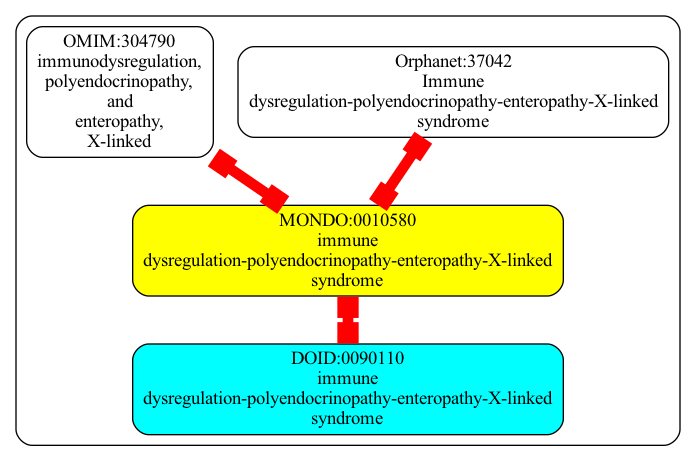 OMIM:304790
immunodysregulation,
polyendocrinopathy,
and
enteropathy,
X-linked
Orphanet:37042
Immune
dysregulation-polyendocrinopathy-enteropathy-X-linked
syndrome
MONDO:0010580
immune
dysregulation-polyendocrinopathy-enteropathy-X-linked
syndrome
DOID:0090110
immune
dysregulation-polyendocrinopathy-enteropathy-X-linked
syndrome